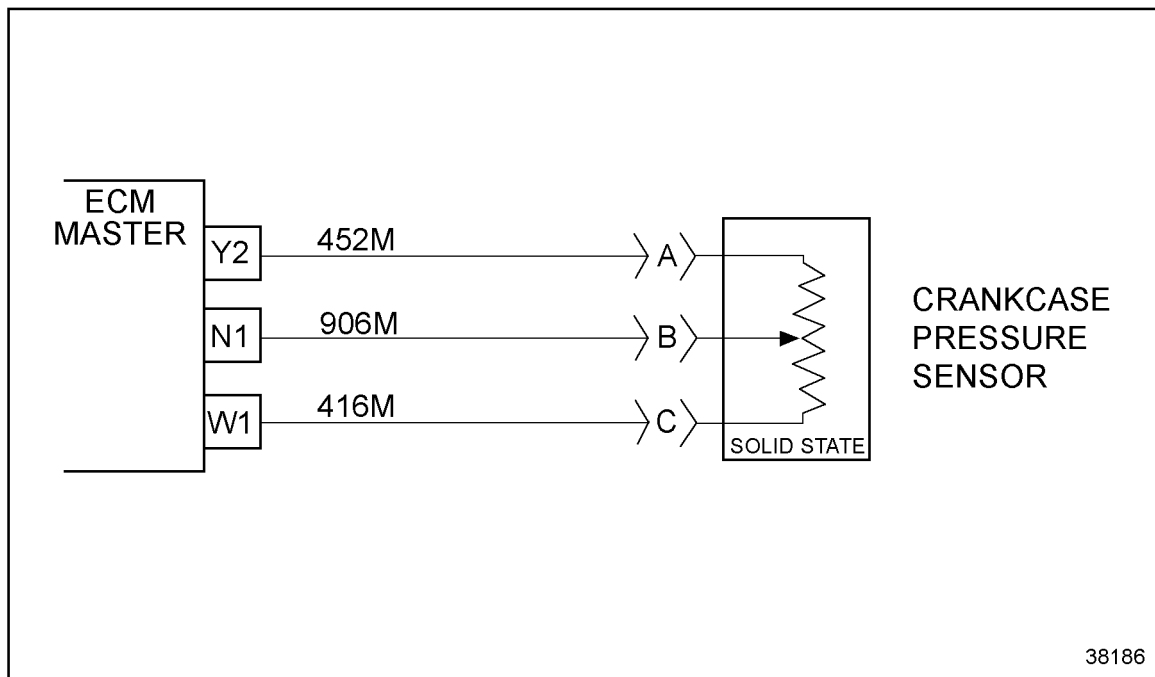 ECM
MASTER
Y2
452M
A
N1
906M
B
W1
416M
C
SOLID STATE
CRANKCASE
PRESSURE
SENSOR
38186